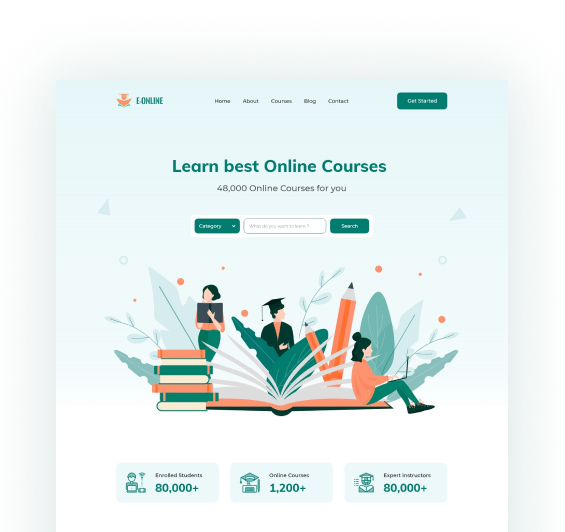 E-ONLINE
Home About Courses Blog Contact
Get Started
Learn best Online Courses
48,000 Online Courses for you
Category
What do you want to learn ?
Search
Enrolled Students
80,000+
Online Courses
1,200+
Expert instructors
80,000+